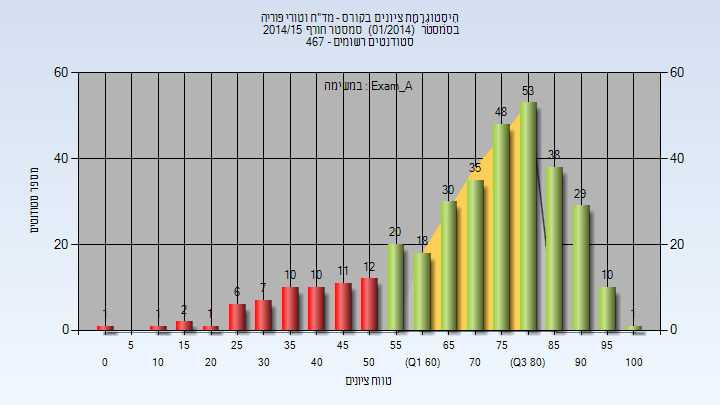 היסטוגרמת ציונים בקורס - מד"ח וטורי פוריה
בסמסטר (01/2014) סמסטר חורף 2014/15
סטודנטים רשומים - 467
במשימה : Exam_A
מספר סטודנטים
60 60
40 40
20 20
0 0
1 1 2 1 6 7 10 10 11 12 20 18 30 35 48 53 38 29 10 1
5 15 25 35 45 55 65 75 85 95
0 10 20 30 40 50 (Q1 60) 70 (Q3 80) 90 100
טווח ציונים